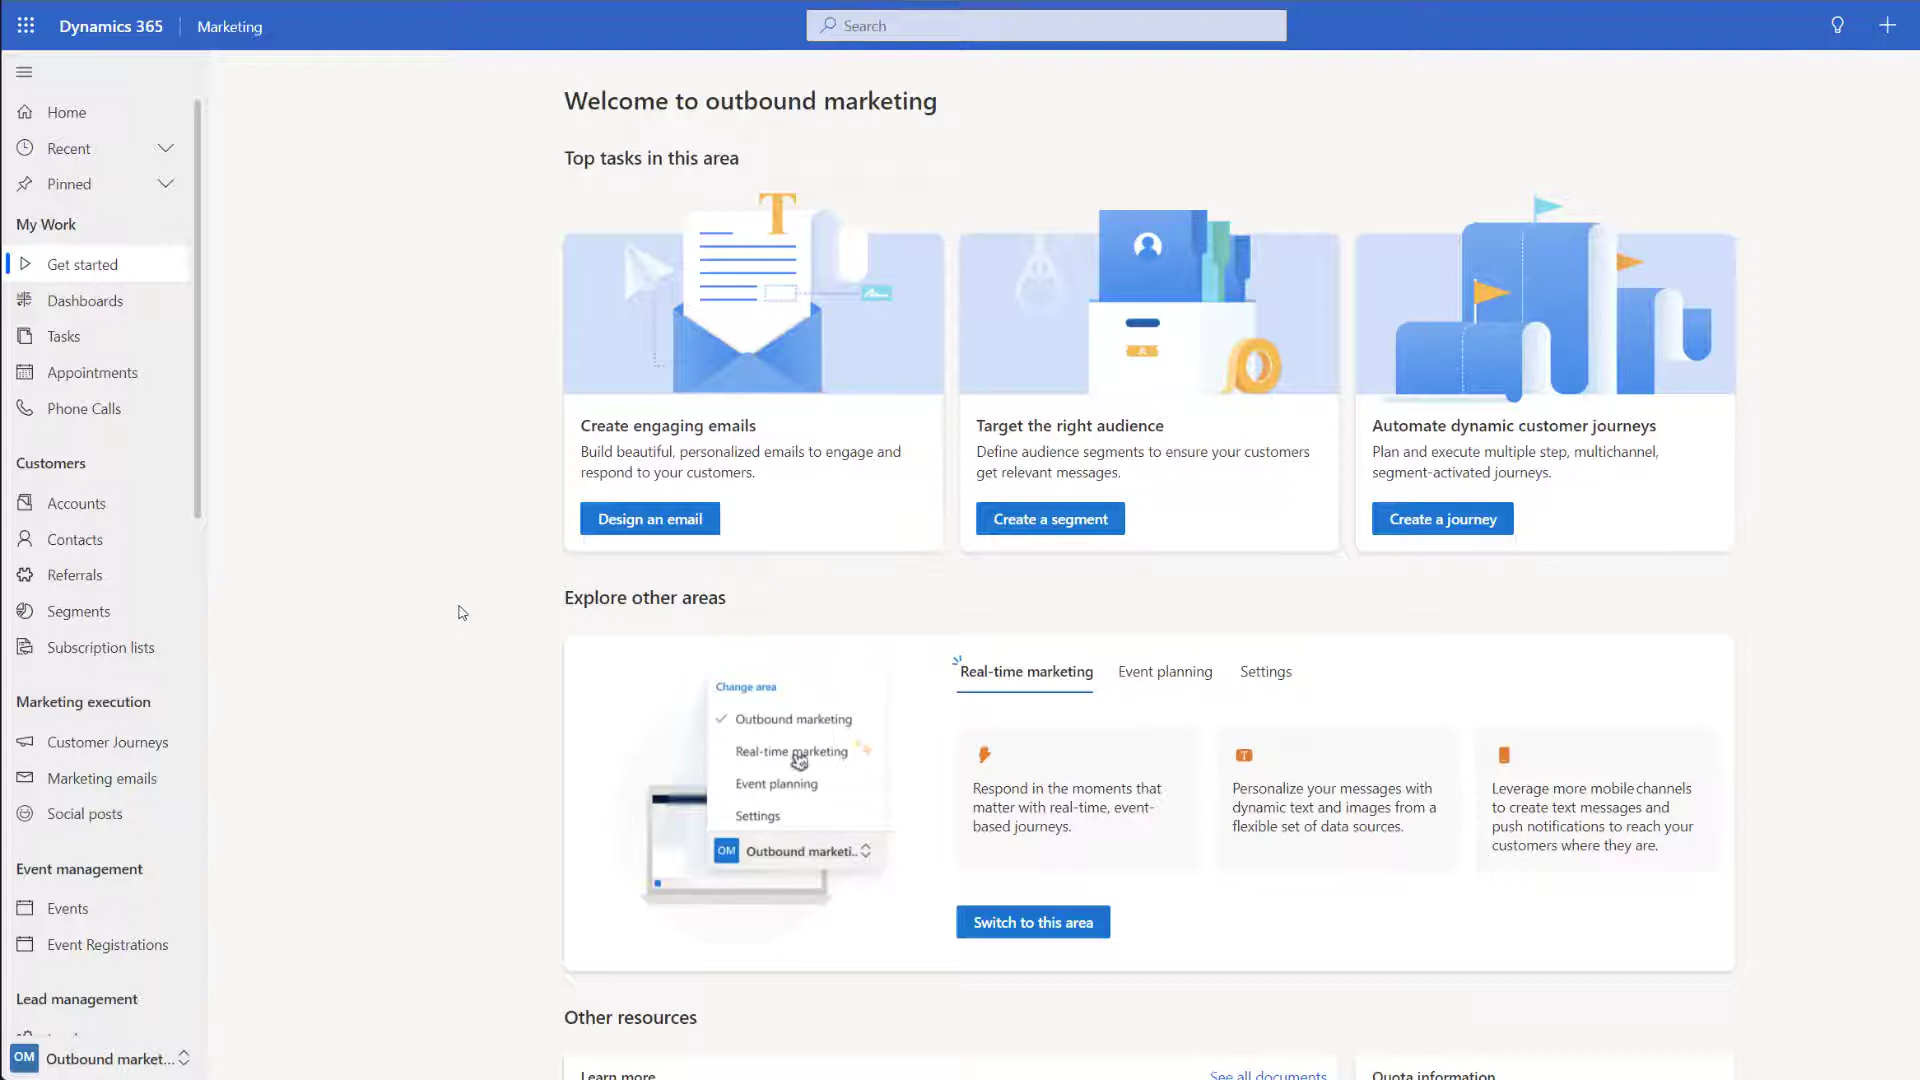 Dynamics 365
Marketing
Search
Home
Recent
Pinned
My Work
Get started
Dashboards
Tasks
Appointments
Phone Calls
Customers
Accounts
Contacts
Referrals
Segments
Subscription lists
Marketing execution
Customer Journeys
Marketing emails
Social posts
Event management
Events
Event Registrations
Lead management
OM
Outbound market...
Welcome to outbound marketing
Top tasks in this area
T
Create engaging emails
Build beautiful, personalized emails to engage and
respond to your customers.
Design an email
Target the right audience
Define audience segments to ensure your customers
get relevant messages.
Create a segment
Automate dynamic customer journeys
Plan and execute multiple step, multichannel,
segment-activated journeys.
Create a journey
Explore other areas
Change area
Outbound marketing
Real-time marketing
Event planning
Settings
OM
Outbound marketi..
Real-time marketing
Event planning
Settings
Respond in the moments that
matter with real-time, event-
based journeys.
T
Personalize your messages with
dynamic text and images from a
flexible set of data sources.
Leverage more mobile channels
to create text messages and
push notifications to reach your
customers where they are.
Switch to this area
Other resources
Learn more
See all documents
Quota information